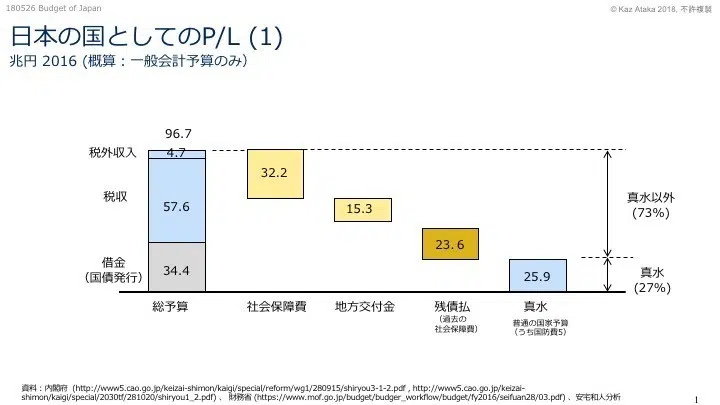 180526 Budget of Japan
© Kaz Ataka 2018, 不許複製
日本の国としてのP/L (1)
兆円 2016 (概算：一般会計予算のみ)
96.7
税外収入
4.7
税収
57.6
借金
(国債発行)
34.4
32.2
15.3
23. 6
25.9
真水以外
(73%)
真水
(27%)
総予算
社会保障費
地方交付金
残債払
(過去の
社会保障費)
真水
普通の国家予算
(うち国防費5)
資料：内閣府 (http://www5.cao.go.jp/keizai-shimon/kaigi/special/reform/wg1/280915/shiryou3-1-2.pdf , http://www5.cao.go.jp/keizai-
shimon/kaigi/special/2030tf/281020/shiryou1_2.pdf) 、 財務省 (https://www.mof.go.jp/budget/budger_workflow/budget/fy2016/seifuan28/03.pdf) 、安宅和人分析
1